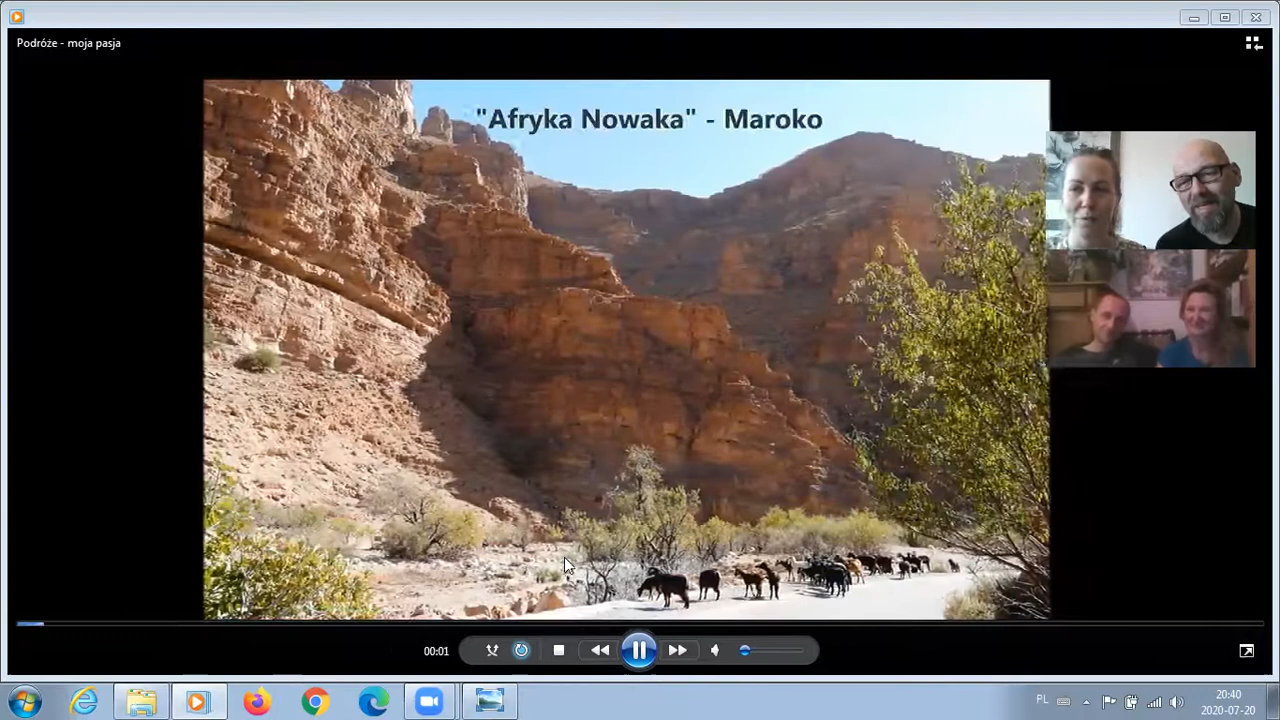 Podróże - moja pasja
"Afryka Nowaka" - Maroko
00:01
PL
20:40
2020-07-20